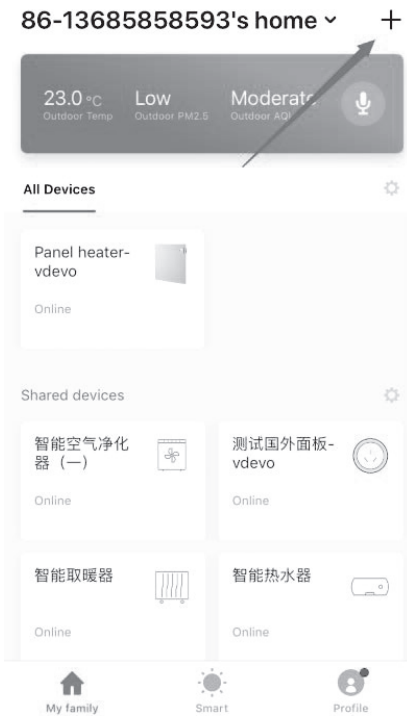 86-13685858593's home
23.0 °C Low Moderate
Outdoor Temp Outdoor PM2.5 Outdoor AQI
All Devices
Panel heater-
vdevo
Online
Shared devices
智能空气净化
器（一）
Online
测试国外面板-
vdevo
Online
智能取暖器
Online
智能热水器
Online
My family Smart Profile